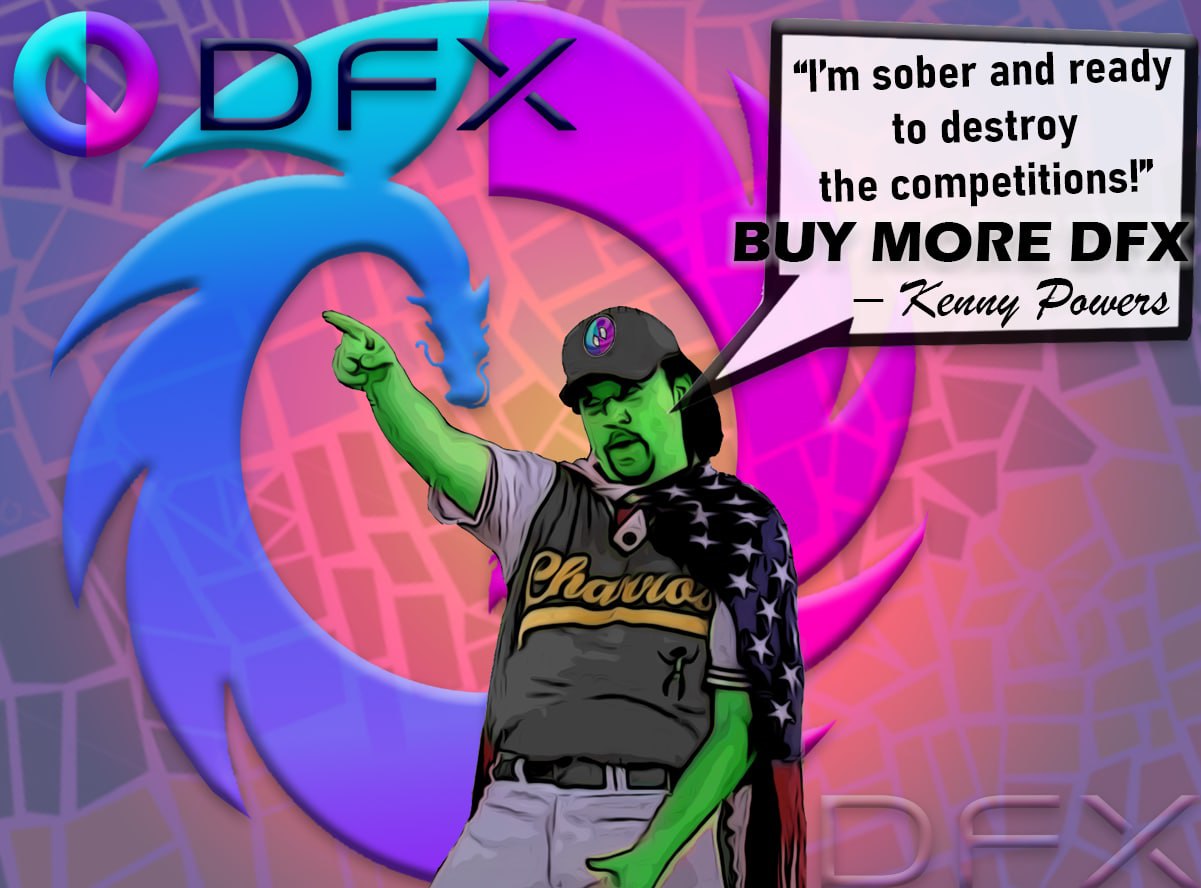 DFX
“I’m sober and ready
to destroy
the competitions!”
BUY MORE DFX
– Kenny Powers
Charros
DFX